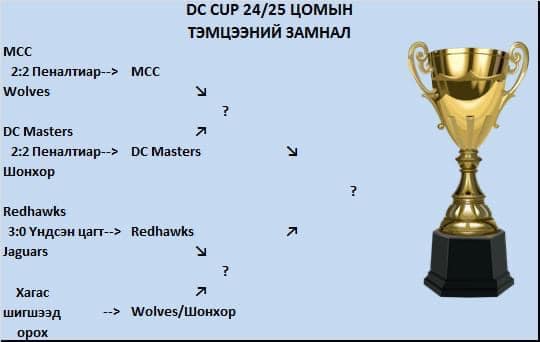 DC CUP 24/25 ЦОМЫН
ТЭМЦЭЭНИЙ ЗАМНАЛ
MCC
2:2 Пеналтиар--> MCC
Wolves ↘
?
DC Masters ↗
2:2 Пеналтиар--> DC Masters ↘
Шонхор
?
Redhawks
3:0 Үндсэн цагт--> Redhawks ↗
Jaguars ↘
?
Хагас ↗
шигшээд --> Wolves/Шонхор
орох